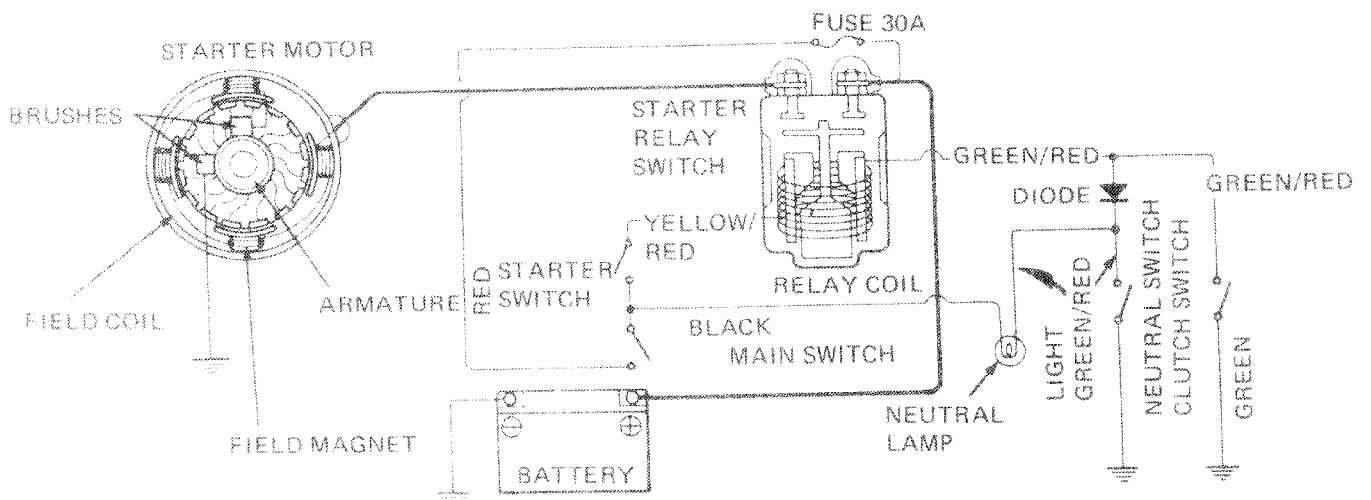 FUSE 30A
STARTER MOTOR
BRUSHES
STARTER
RELAY
SWITCH
GREEN/RED
GREEN/RED
DIODE
YELLOW/
RED
RED
STARTER
SWITCH
RELAY COIL
ARMATURE
FIELD COIL
BLACK
MAIN SWITCH
LIGHT
GREEN/RED
NEUTRAL SWITCH
CLUTCH SWITCH
GREEN
NEUTRAL
LAMP
FIELD MAGNET
⊖ ⊕
BATTERY